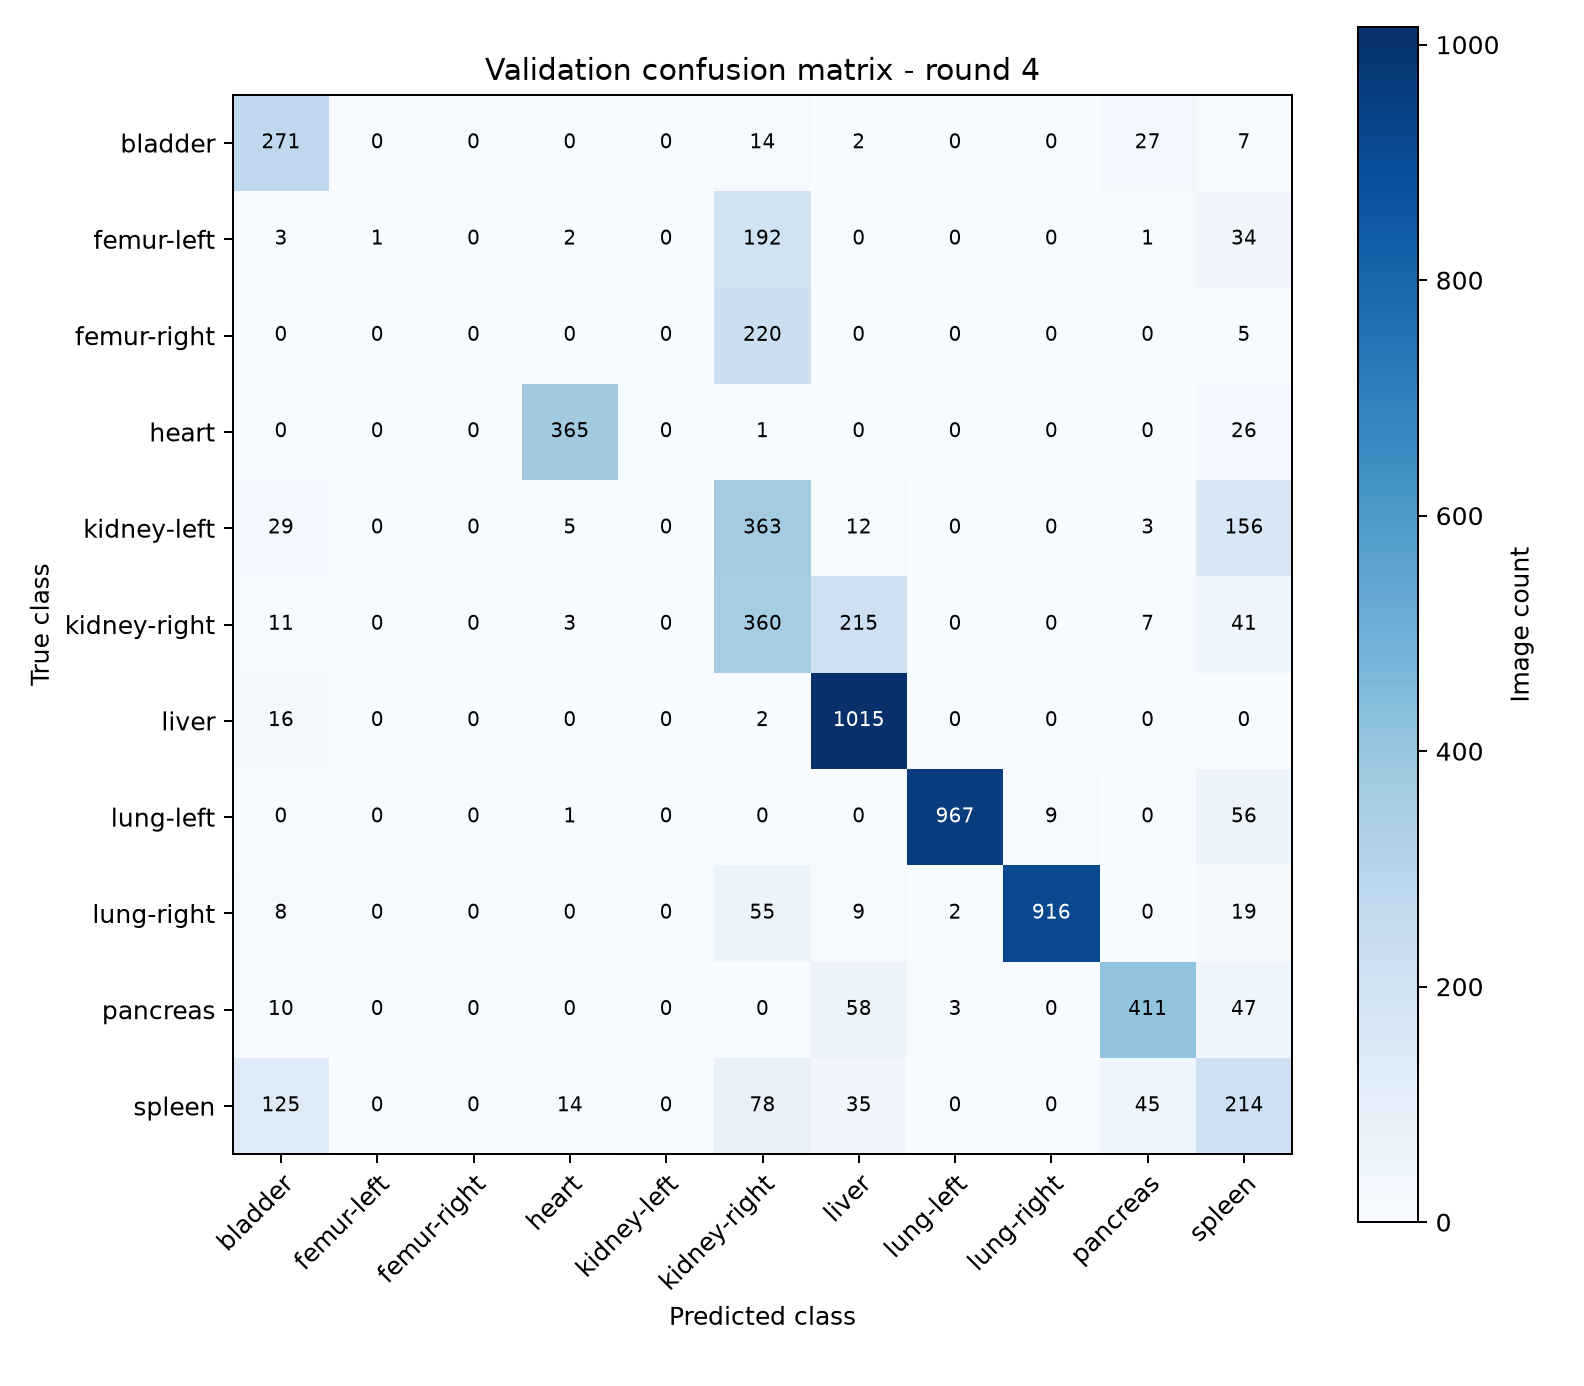 Validation confusion matrix - round 4
bladder 271 0 0 0 0 14 2 0 0 27 7
femur-left 3 1 0 2 0 192 0 0 0 1 34
femur-right 0 0 0 0 0 220 0 0 0 0 5
heart 0 0 0 365 0 1 0 0 0 0 26
kidney-left 29 0 0 5 0 363 12 0 0 3 156
kidney-right 11 0 0 3 0 360 215 0 0 7 41
liver 16 0 0 0 0 2 1015 0 0 0 0
lung-left 0 0 0 1 0 0 0 967 9 0 56
lung-right 8 0 0 0 0 55 9 2 916 0 19
pancreas 10 0 0 0 0 0 58 3 0 411 47
spleen 125 0 0 14 0 78 35 0 0 45 214
True class
bladder femur-left femur-right heart kidney-left kidney-right liver lung-left lung-right pancreas spleen
Predicted class
1000
800
600
400
200
0
Image count